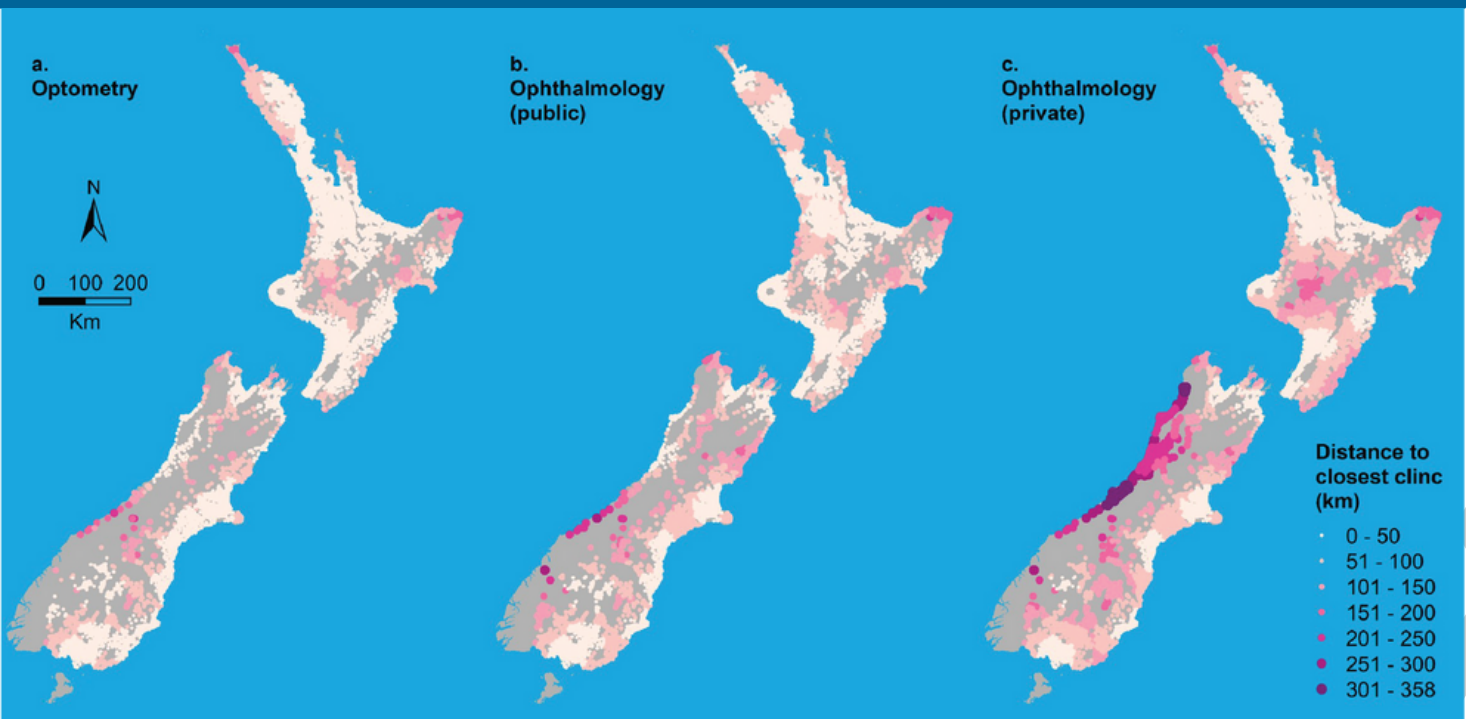 a.
Optometry
b.
Ophthalmology
(public)
c.
Ophthalmology
(private)
N
0 100 200
Km
Distance to
closest clinc
(km)
0 - 50
51 - 100
101 - 150
151 - 200
201 - 250
251 - 300
301 - 358